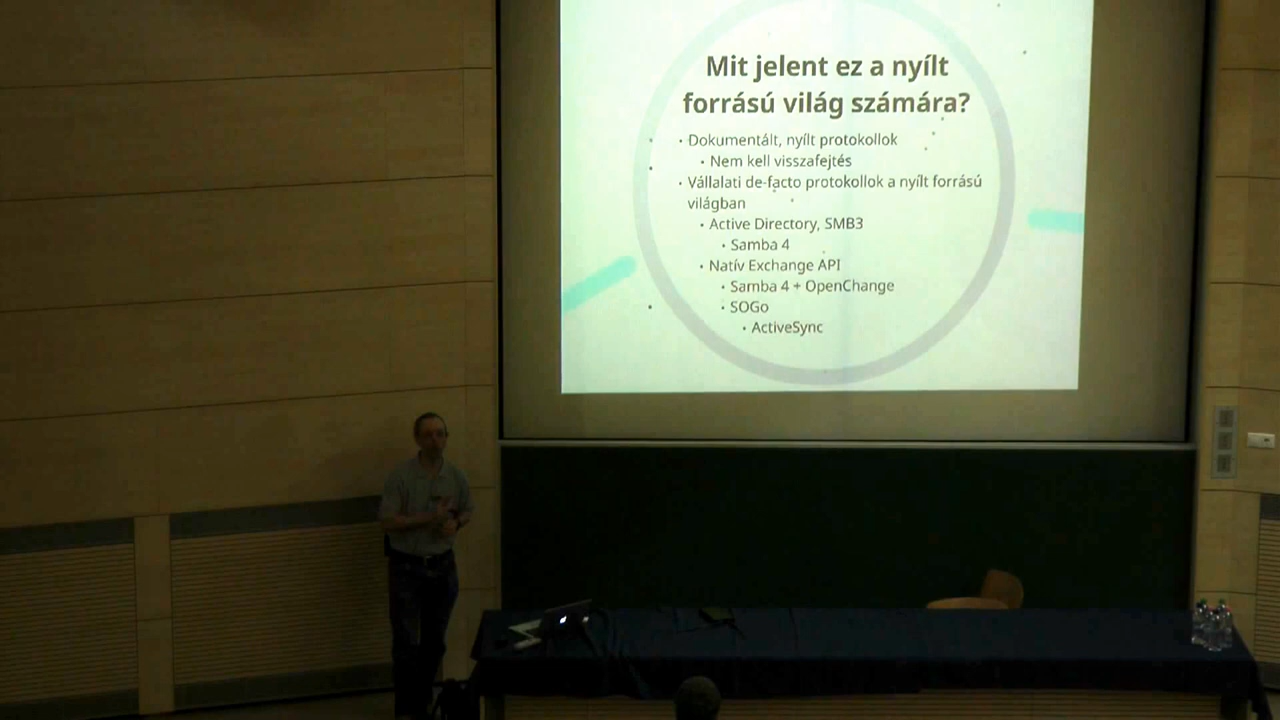 Mit jelent ez a nyílt
forrású világ számára?
• Dokumentált, nyílt protokollok
• Nem kell visszafejtés
• Vállalati de-facto protokollok a nyílt forrású
világban
• Active Directory, SMB3
• Samba 4
• Natív Exchange API
• Samba 4 + OpenChange
• SOGo
• ActiveSync